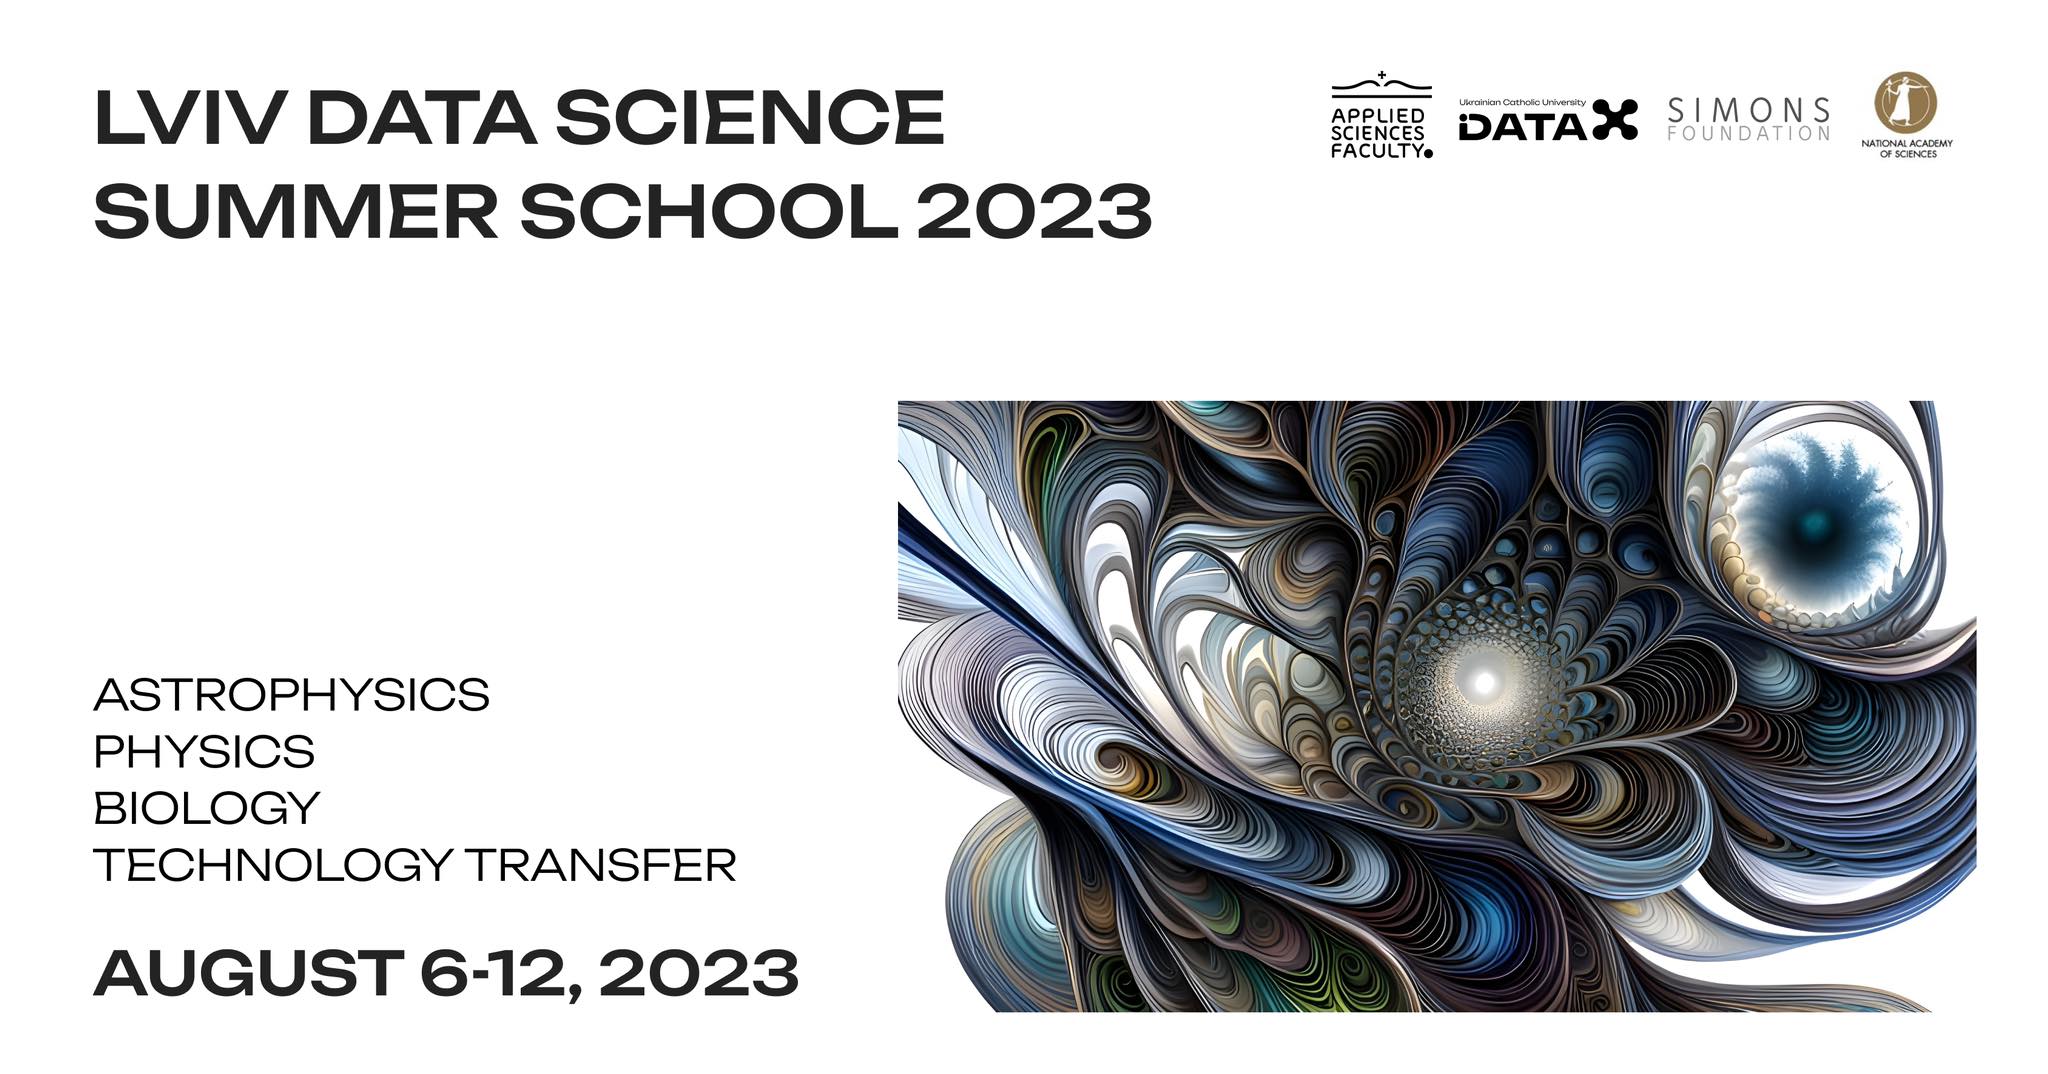 LVIV DATA SCIENCE
SUMMER SCHOOL 2023
APPLIED
SCIENCES
FACULTY.
Ukrainian Catholic University
DATA
SIMONS
FOUNDATION
NATIONAL ACADEMY
OF SCIENCES
ASTROPHYSICS
PHYSICS
BIOLOGY
TECHNOLOGY TRANSFER
AUGUST 6-12, 2023